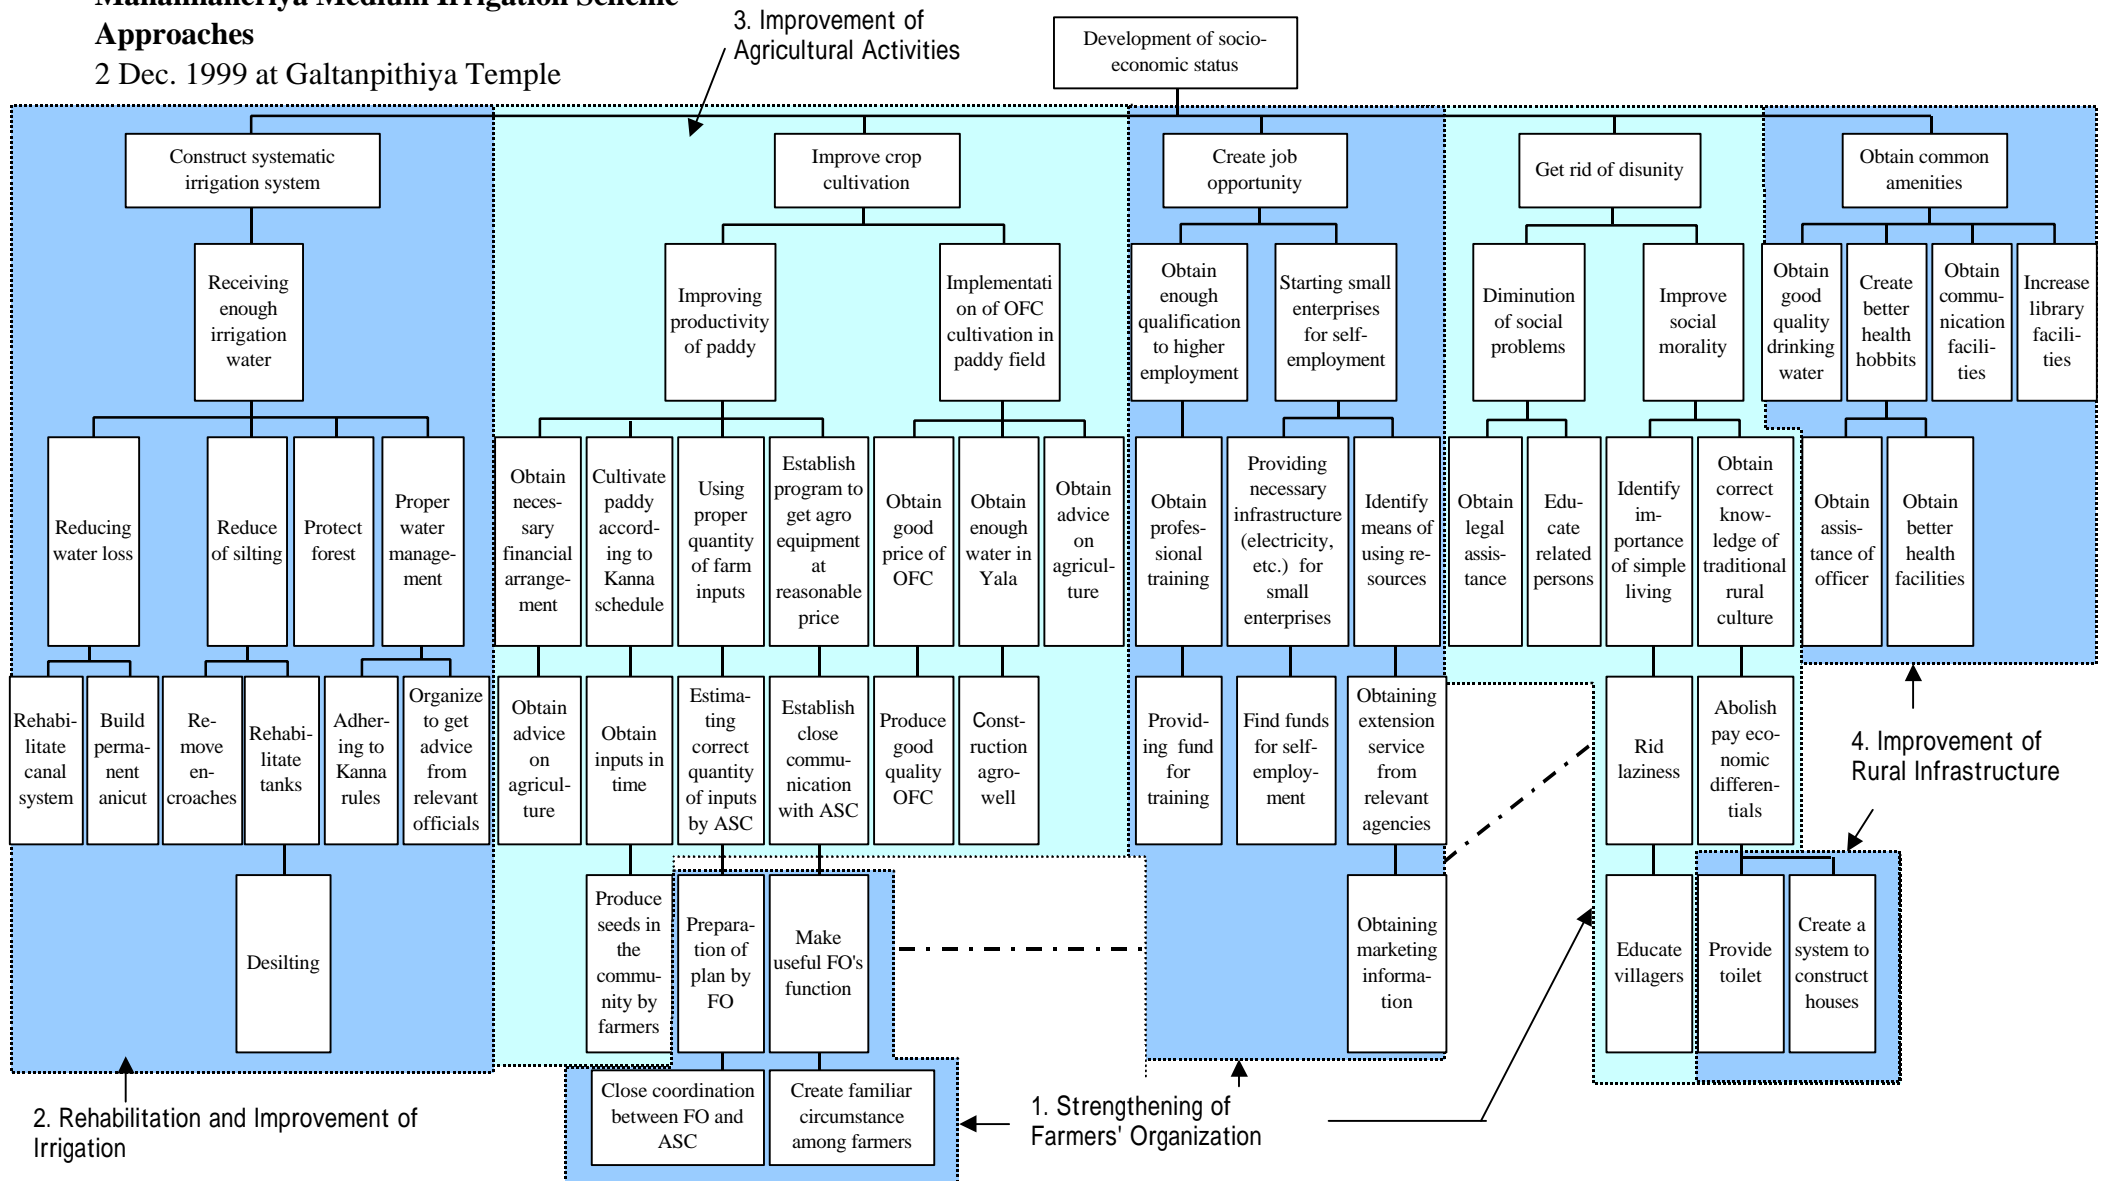 Approaches
2 Dec. 1999 at Galtanpithiya Temple
3. Improvement of
Agricultural Activities
Development of socio-
economic status
Construct systematic
irrigation system
Improve crop
cultivation
Create job
opportunity
Get rid of disunity
Obtain common
amenities
Receiving
enough
irrigation
water
Improving
productivity
of paddy
Implementati
on of OFC
cultivation in
paddy field
Obtain
enough
qualification
to higher
employment
Starting small
enterprises
for self-
employment
Diminution
of social
problems
Improve
social
morality
Obtain
good
quality
drinking
water
Create
better
health
hobbits
Obtain
commu-
nication
facili-
ties
Increase
library
facili-
ties
Reducing
water loss
Reduce
of silting
Protect
forest
Proper
water
manage-
ment
Obtain
neces-
sary
financial
arrange-
ment
Cultivate
paddy
accord-
ing to
Kanna
schedule
Using
proper
quantity
of farm
inputs
Establish
program to
get agro
equipment
at
reasonable
price
Obtain
good
price of
OFC
Obtain
enough
water in
Yala
Obtain
advice
on
agricul-
ture
Obtain
profes-
sional
training
Providing
necessary
infrastructure
(electricity,
etc.) for
small
enterprises
Identify
means of
using re-
sources
Obtain
legal
assis-
tance
Edu-
cate
related
persons
Identify
im-
portance
of simple
living
Obtain
correct
know-
ledge of
traditional
rural
culture
Obtain
assis-
tance of
officer
Obtain
better
health
facilities
Rehabi-
litate
canal
system
Build
perma-
nent
anicut
Re-
move
en-
croaches
Rehabi-
litate
tanks
Adher-
ing to
Kanna
rules
Organize
to get
advice
from
relevant
officials
Obtain
advice
on
agricul-
ture
Obtain
inputs in
time
Estima-
ting
correct
quantity
of inputs
by ASC
Establish
close
commu-
nication
with ASC
Produce
good
quality
OFC
Const-
ruction
agro-
well
Provid-
ing fund
for
training
Find funds
for self-
employ-
ment
Obtaining
extension
service
from
relevant
agencies
Rid
laziness
Abolish
pay eco-
nomic
differen-
tials
4. Improvement of
Rural Infrastructure
Desilting
Produce
seeds in
the
commu-
nity by
farmers
Prepara-
tion of
plan by
FO
Make
useful FO's
function
Obtaining
marketing
informa-
tion
Educate
villagers
Provide
toilet
Create a
system to
construct
houses
Close coordination
between FO and
ASC
Create familiar
circumstance
among farmers
2. Rehabilitation and Improvement of
Irrigation
1. Strengthening of
Farmers' Organization